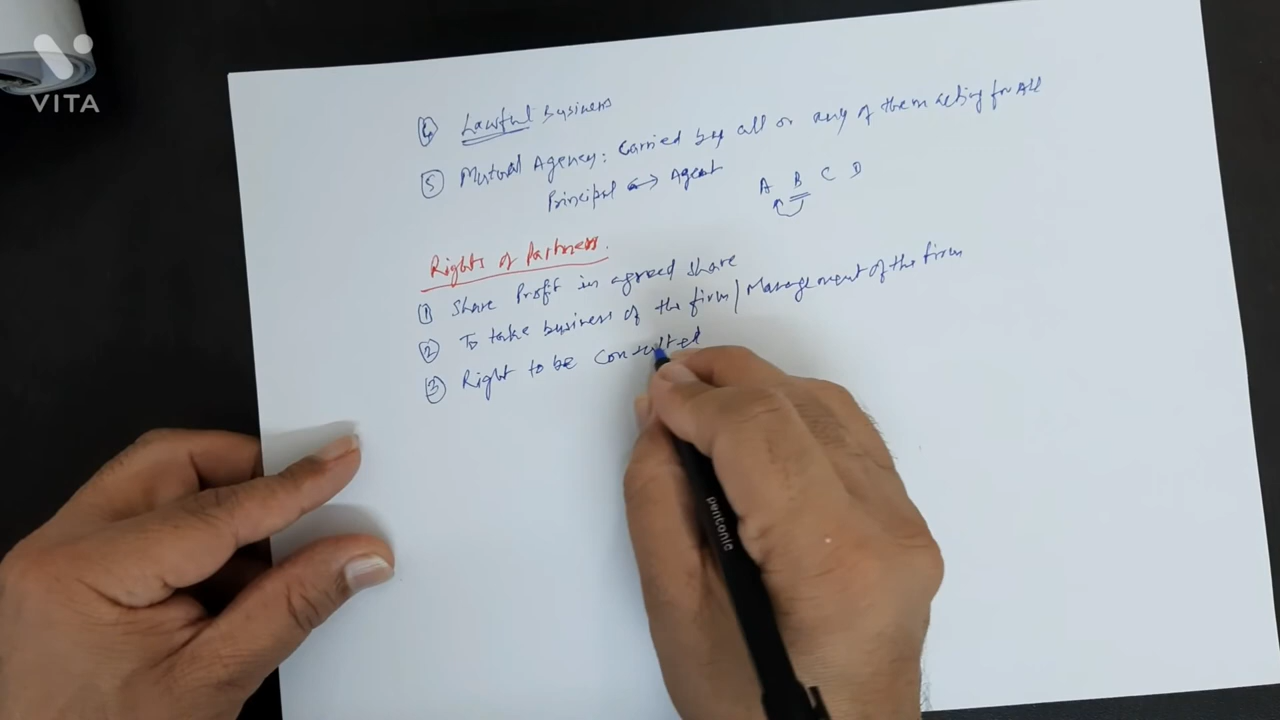 VITA
④ Lawful Business
⑤ Mutual Agency: Carried by all or any of them acting for All
Principal ↔ Agent
A B C D
Rights of Partners.
① Share Profit in agreed share
② To take business of the firm / Management of the firm
③ Right to be Consulted
pentonic